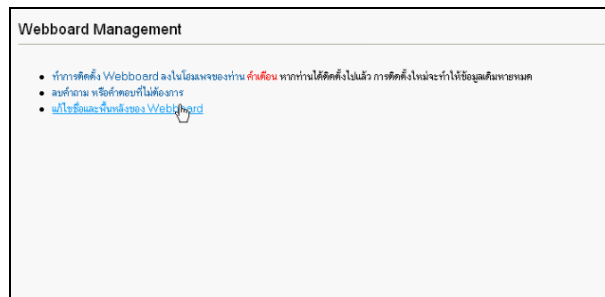 Webboard Management
ทำการติดตั้ง Webboard ลงในโฮมเพจของท่าน คำเตือน หากท่านได้ติดตั้งไปแล้ว การติดตั้งใหม่จะทำให้ข้อมูลเดิมหายหมด
ลบคำถาม หรือคำตอบที่ไม่ต้องการ
แก้ไขชื่อและพื้นหลังของ Webboard